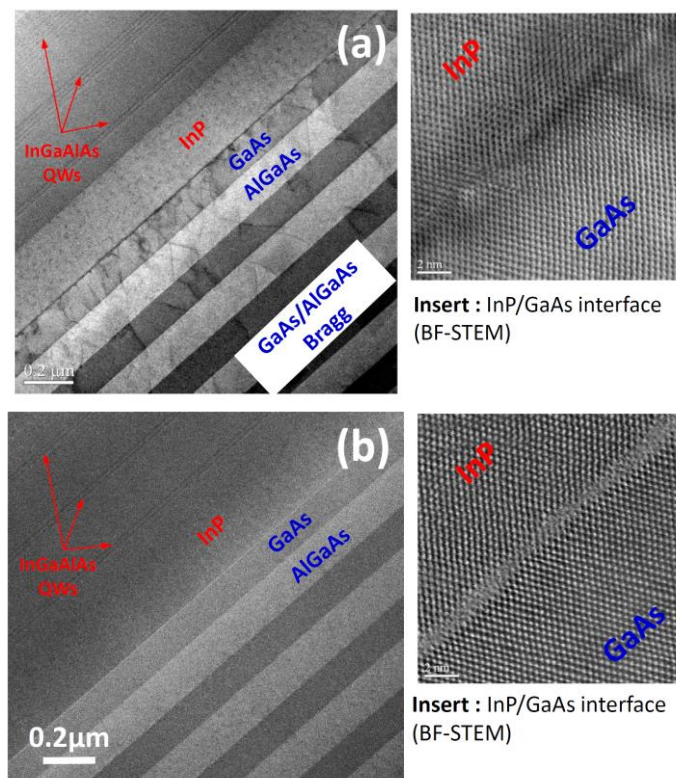 (a)
InP
InP
GaAs
AlGaAs
InGaAlAs
QWs
GaAs
GaAs/AlGaAs
Bragg
0.2 μm
2 nm
Insert : InP/GaAs interface
(BF-STEM)
(b)
InP
InP
GaAs
AlGaAs
InGaAlAs
QWs
GaAs
0.2μm
2 nm
Insert : InP/GaAs interface
(BF-STEM)